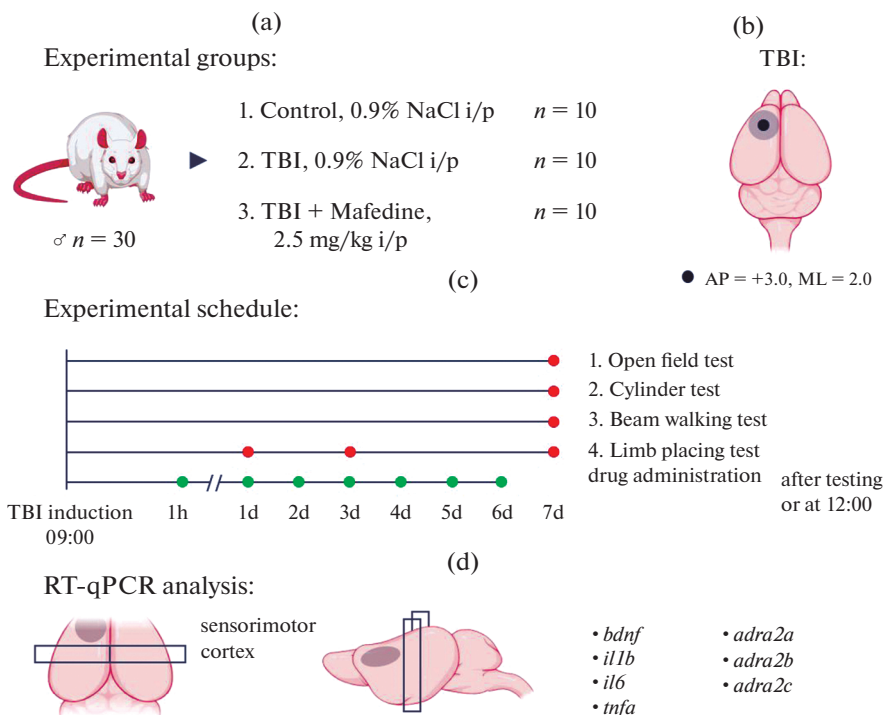 (a)
Experimental groups:
♂ n = 30
1. Control, 0.9% NaCl i/p n = 10
2. TBI, 0.9% NaCl i/p n = 10
3. TBI + Mafedine, n = 10
2.5 mg/kg i/p
(b)
TBI:
AP = +3.0, ML = 2.0
(c)
Experimental schedule:
1. Open field test
2. Cylinder test
3. Beam walking test
4. Limb placing test
drug administration
after testing
or at 12:00
TBI induction
09:00
1h 1d 2d 3d 4d 5d 6d 7d
(d)
RT-qPCR analysis:
sensorimotor
cortex
• bdnf
• il1b
• il6
• tnfa
• adra2a
• adra2b
• adra2c